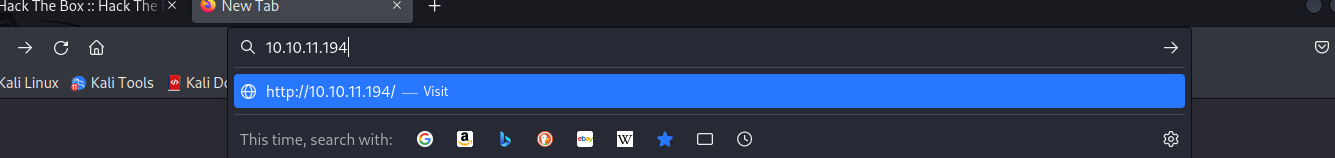 Hack The Box :: Hack The
New Tab
10.10.11.194
http://10.10.11.194/ — Visit
Kali Linux Kali Tools Kali Do
This time, search with: